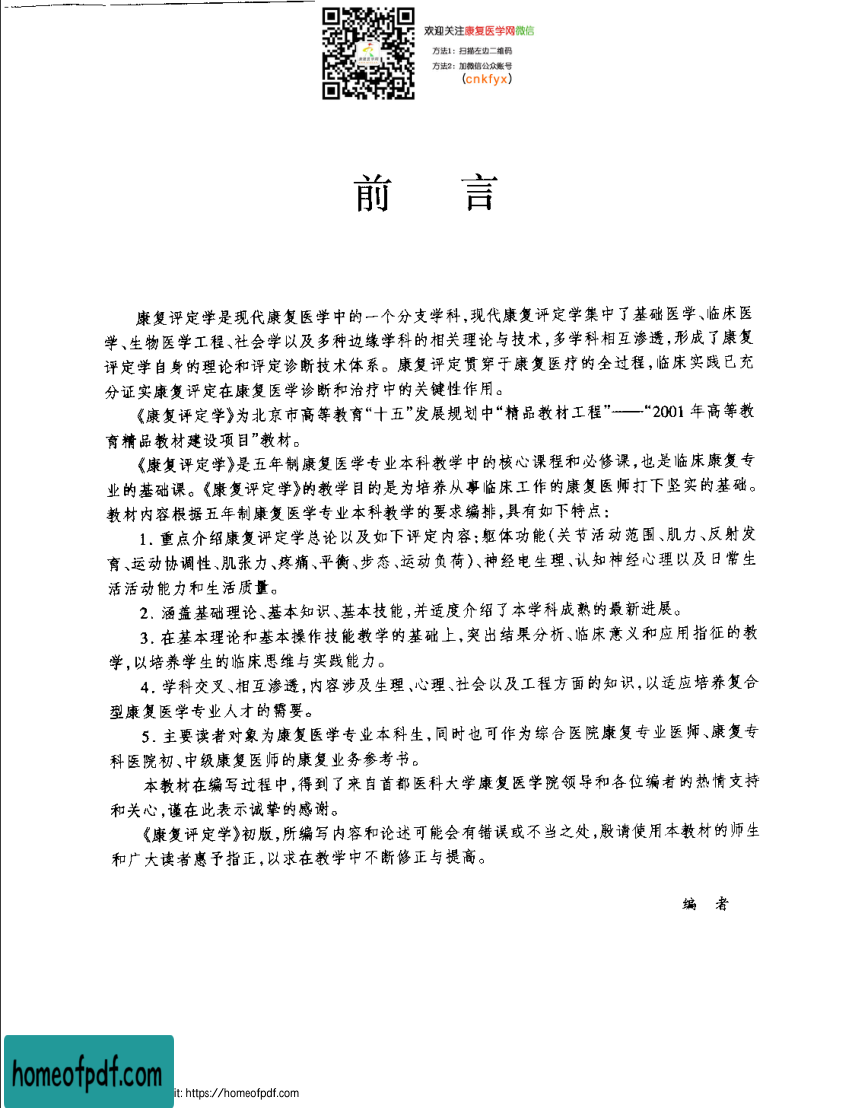 欢迎关注康复医学网微信
方法1：扫描左边二维码
方法2：加微信公众账号
(cnkfyx)
前 言
康复评定学是现代康复医学中的一个分支学科,现代康复评定学集中了基础医学、临床医
学、生物医学工程、社会学以及多种边缘学科的相关理论与技术,多学科相互渗透,形成了康复
评定学自身的理论和评定诊断技术体系。康复评定贯穿于康复医疗的全过程,临床实践已充
分证实康复评定在康复医学诊断和治疗中的关键性作用。
《康复评定学》为北京市高等教育“十五”发展规划中“精品教材工程”——“2001 年高等教
育精品教材建设项目”教材。
《康复评定学》是五年制康复医学专业本科教学中的核心课程和必修课,也是临床康复专
业的基础课。《康复评定学》的教学目的是为培养从事临床工作的康复医师打下坚实的基础。
教材内容根据五年制康复医学专业本科教学的要求编排,具有如下特点:
1. 重点介绍康复评定学总论以及如下评定内容:躯体功能(关节活动范围、肌力、反射发
育、运动协调性、肌张力、疼痛、平衡、步态、运动负荷)、神经电生理、认知神经心理以及日常生
活活动能力和生活质量。
2. 涵盖基础理论、基本知识、基本技能,并适度介绍了本学科成熟的最新进展。
3. 在基本理论和基本操作技能教学的基础上,突出结果分析、临床意义和应用指征的教
学,以培养学生的临床思维与实践能力。
4. 学科交叉、相互渗透,内容涉及生理、心理、社会以及工程方面的知识,以适应培养复合
型康复医学专业人才的需要。
5. 主要读者对象为康复医学专业本科生,同时也可作为综合医院康复专业医师、康复专
科医院初、中级康复医师的康复业务参考书。
本教材在编写过程中,得到了来自首都医科大学康复医学院领导和各位编者的热情支持
和关心,谨在此表示诚挚的感谢。
《康复评定学》初版,所编写内容和论述可能会有错误或不当之处,殷请使用本教材的师生
和广大读者惠予指正,以求在教学中不断修正与提高。
编 者
homeofpdf.com
it: https://homeofpdf.com